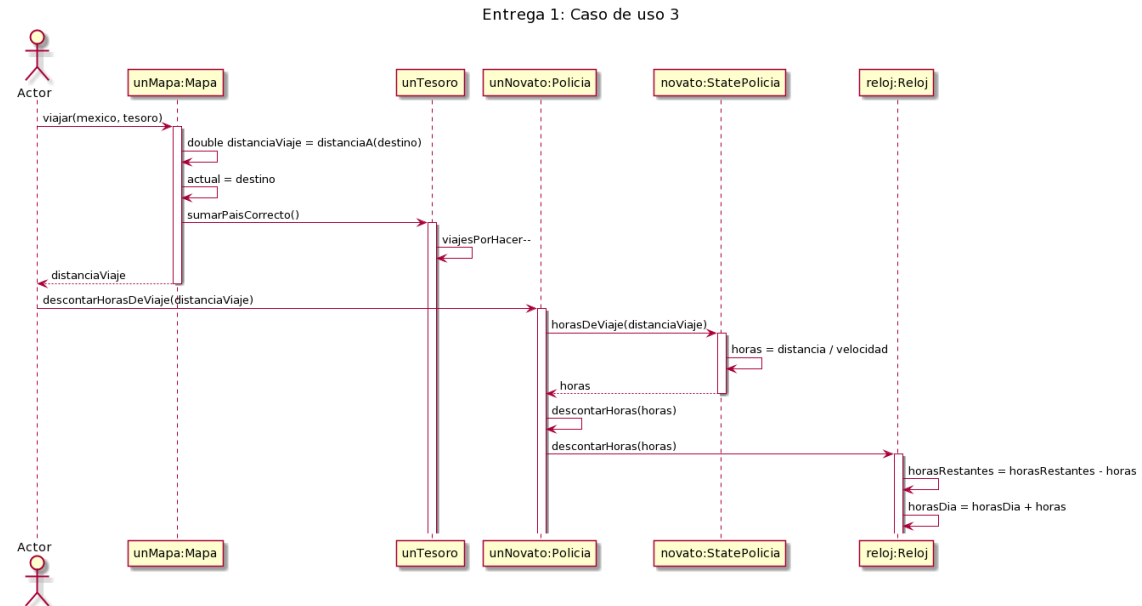 Entrega 1: Caso de uso 3
Actor
unMapa:Mapa
unTesoro
unNovato:Policia
novato:StatePolicia
reloj:Reloj
viajar(mexico, tesoro)
double distanciaViaje = distanciaA(destino)
actual = destino
sumarPaisCorrecto()
viajesPorHacer--
distanciaViaje
descontarHorasDeViaje(distanciaViaje)
horasDeViaje(distanciaViaje)
horas = distancia / velocidad
horas
descontarHoras(horas)
descontarHoras(horas)
horasRestantes = horasRestantes - horas
horasDia = horasDia + horas
Actor
unMapa:Mapa
unTesoro
unNovato:Policia
novato:StatePolicia
reloj:Reloj